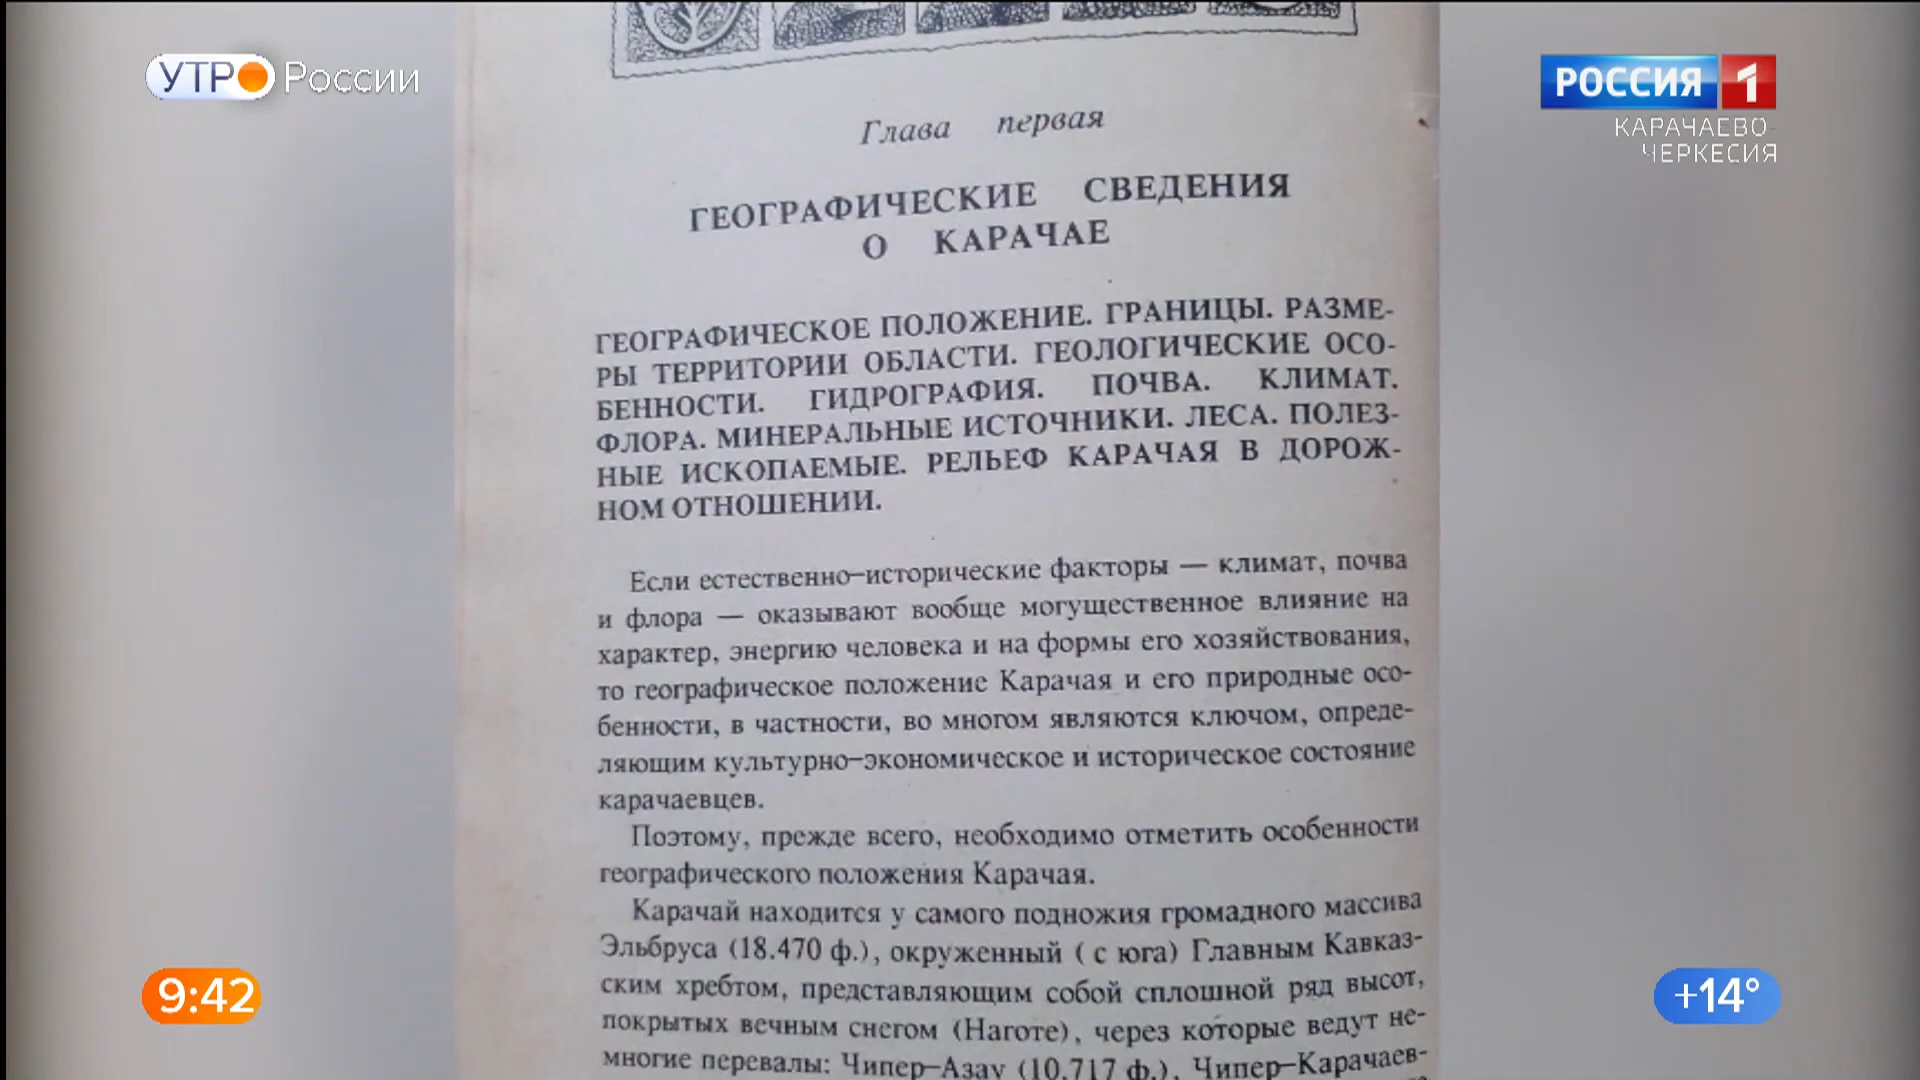 УТРО России
РОССИЯ 1
КАРАЧАЕВО-
ЧЕРКЕСИЯ
Глава первая
ГЕОГРАФИЧЕСКИЕ СВЕДЕНИЯ
О КАРАЧАЕ
ГЕОГРАФИЧЕСКОЕ ПОЛОЖЕНИЕ. ГРАНИЦЫ. РАЗМЕ-
РЫ ТЕРРИТОРИИ ОБЛАСТИ. ГЕОЛОГИЧЕСКИЕ ОСО-
БЕННОСТИ. ГИДРОГРАФИЯ. ПОЧВА. КЛИМАТ.
ФЛОРА. МИНЕРАЛЬНЫЕ ИСТОЧНИКИ. ЛЕСА. ПОЛЕЗ-
НЫЕ ИСКОПАЕМЫЕ. РЕЛЬЕФ КАРАЧАЯ В ДОРОЖ-
НОМ ОТНОШЕНИИ.
Если естественно-исторические факторы — климат, почва
и флора — оказывают вообще могущественное влияние на
характер, энергию человека и на формы его хозяйствования,
то географическое положение Карачая и его природные осо-
бенности, в частности, во многом являются ключом, опреде-
ляющим культурно-экономическое и историческое состояние
карачаевцев.
Поэтому, прежде всего, необходимо отметить особенности
географического положения Карачая.
Карачай находится у самого подножия громадного массива
Эльбруса (18.470 ф.), окруженный ( с юга) Главным Кавказ-
ским хребтом, представляющим собой сплошной ряд высот,
покрытых вечным снегом (Наготе), через которые ведут не-
многие перевалы: Чипер-Азау (10.717 ф.), Чипер-Карачаев-
9:42
+14°